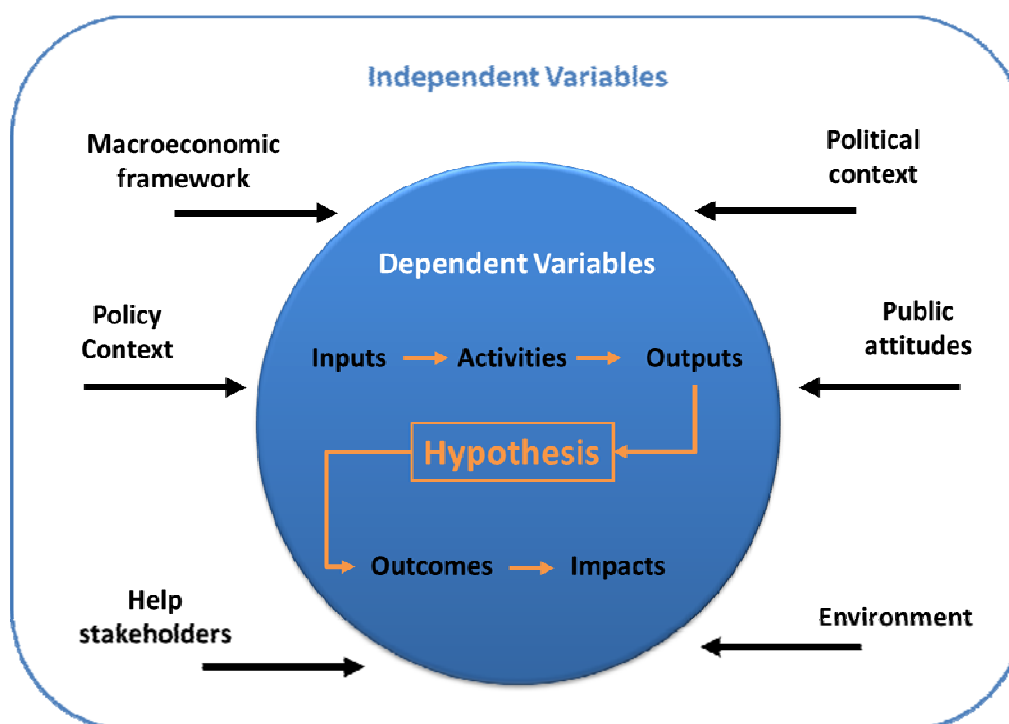 Independent Variables
Macroeconomic
framework
Political
context
Dependent Variables
Policy
Context
Public
attitudes
Inputs Activities Outputs
Hypothesis
Outcomes Impacts
Help
stakeholders
Environment